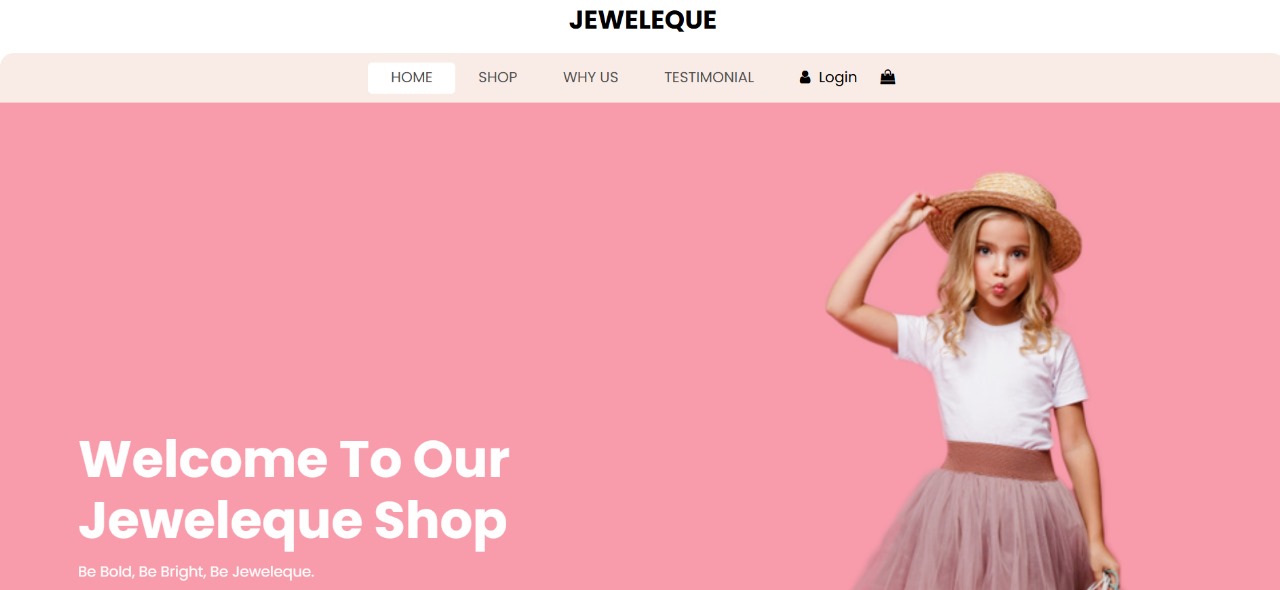 JEWELEQUE
HOME SHOP WHY US TESTIMONIAL Login
Welcome To Our
Jeweleque Shop
Be Bold, Be Bright, Be Jeweleque.